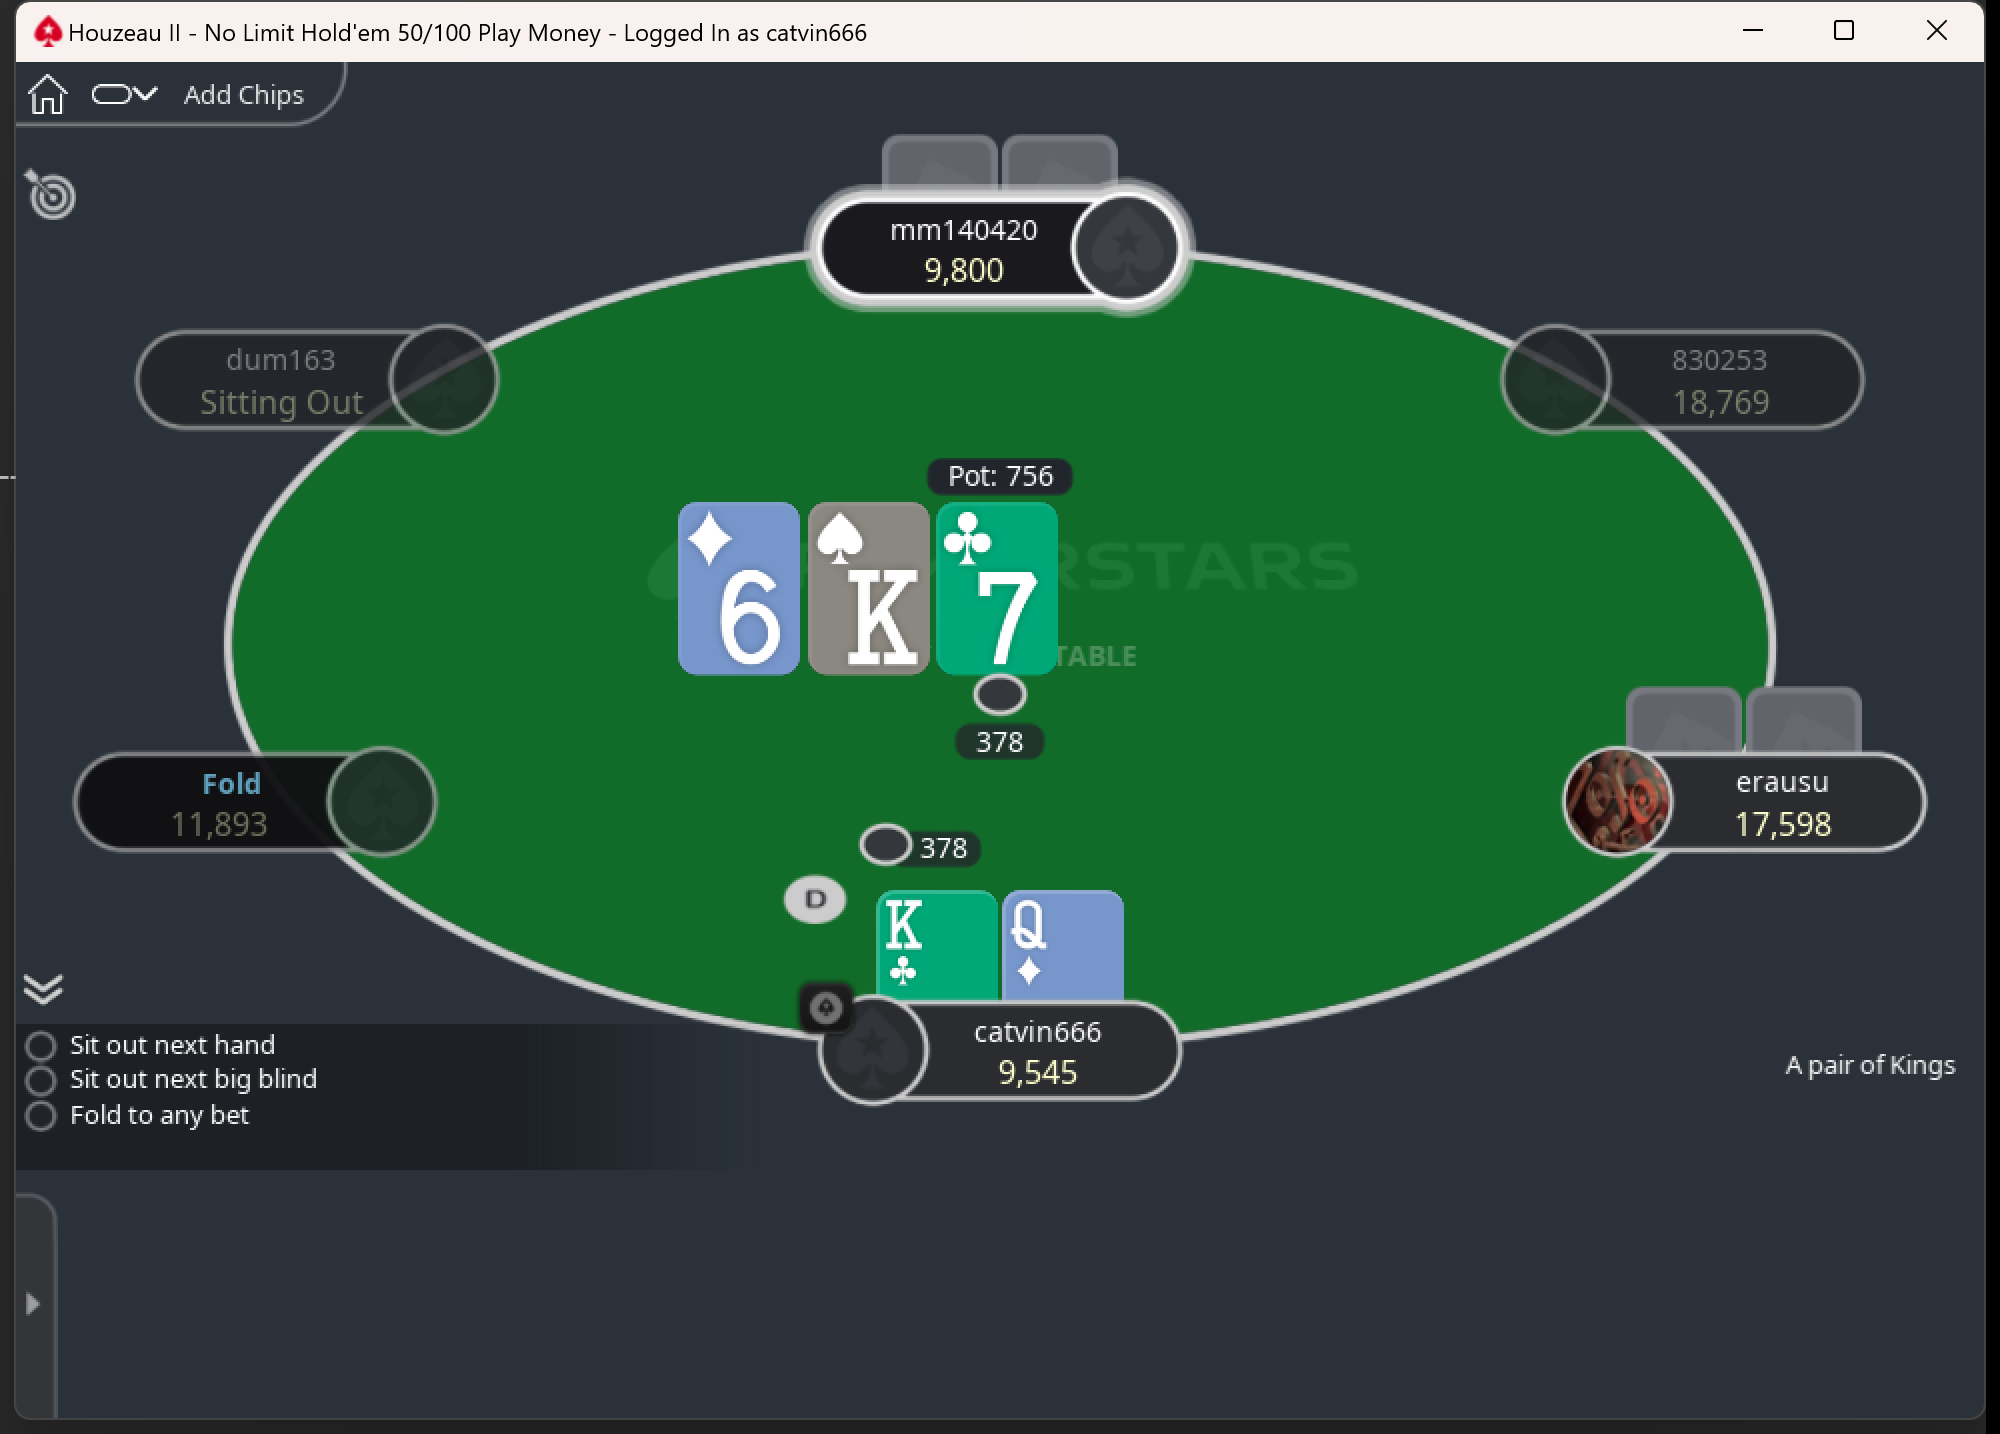 Houzeau II - No Limit Hold'em 50/100 Play Money - Logged In as catvin666
Add Chips
mm140420
9,800
dum163
Sitting Out
830253
18,769
Pot: 756
6
K
7
RSTARS
TABLE
378
Fold
11,893
erausu
17,598
378
D
K
Q
catvin666
9,545
Sit out next hand
Sit out next big blind
Fold to any bet
A pair of Kings